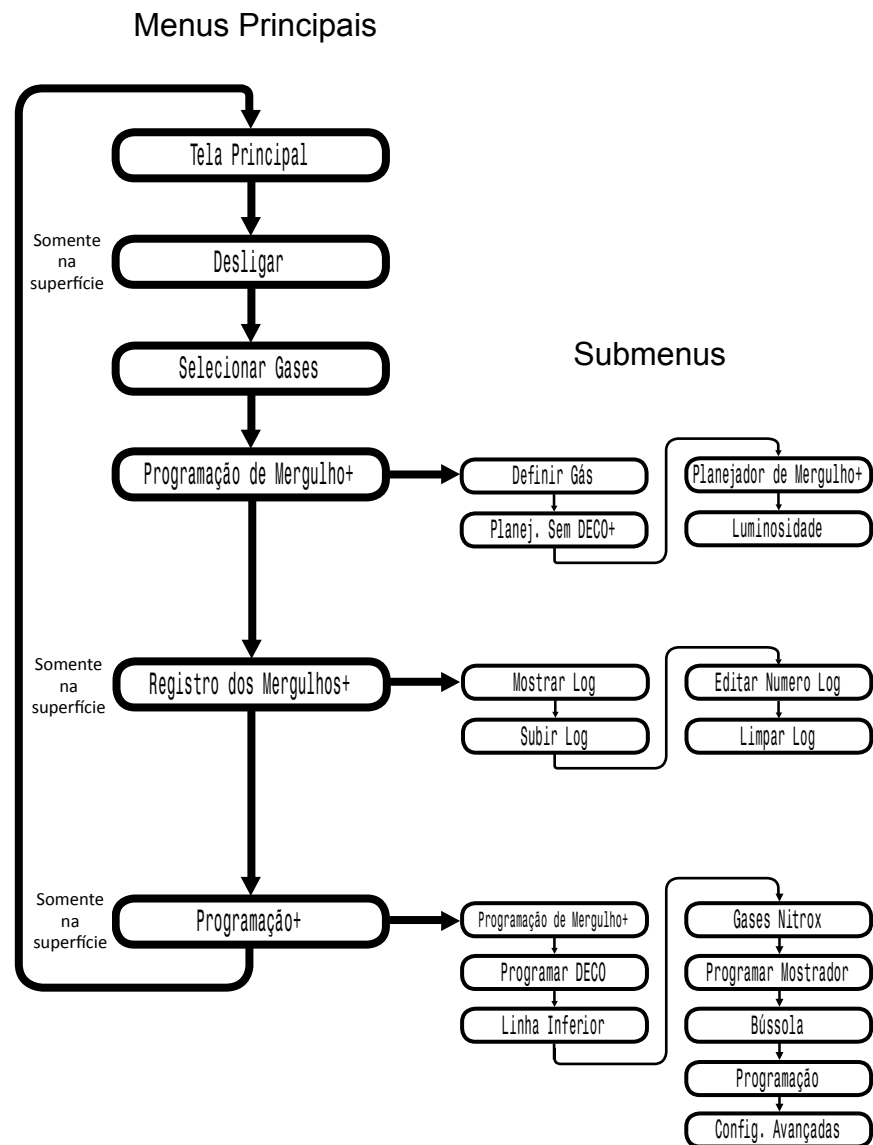 Menus Principais
Tela Principal
Somente
na
superfície
Desligar
Selecionar Gases
Submenus
Programação de Mergulho+
Definir Gás
Planej. Sem DECO+
Planejador de Mergulho+
Luminosidade
Somente
na
superfície
Registro dos Mergulhos+
Mostrar Log
Subir Log
Editar Numero Log
Limpar Log
Somente
na
superfície
Programação+
Programação de Mergulho+
Programar DECO
Linha Inferior
Gases Nitrox
Programar Mostrador
Bússola
Programação
Config. Avançadas